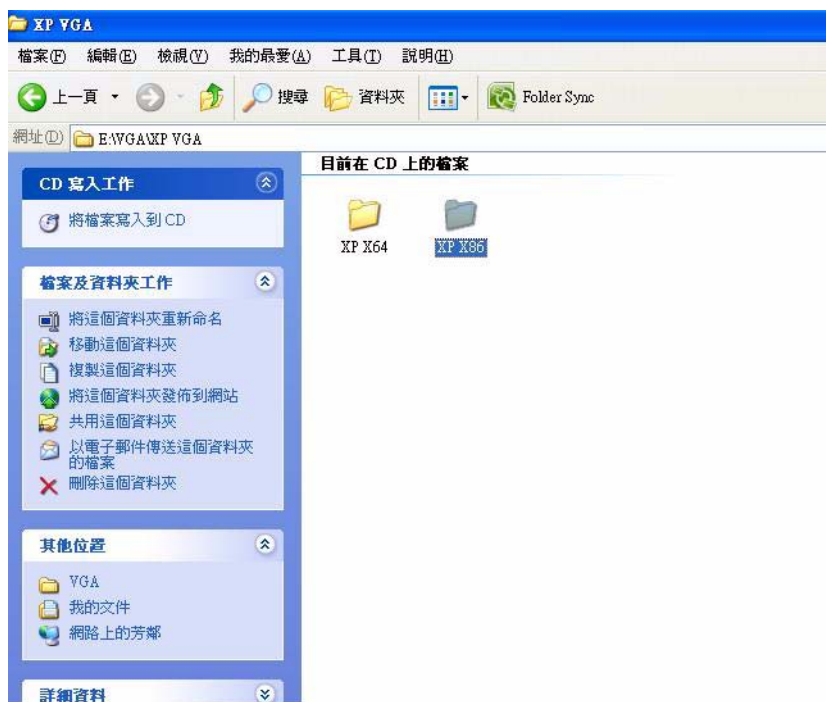 XP VGA
檔案(F) 編輯(E) 檢視(V) 我的最愛(A) 工具(T) 說明(H)
上一頁 搜尋 資料夾 Folder Sync
網址(D) E:\VGA\XP VGA
CD 寫入工作
將檔案寫入到 CD
檔案及資料夾工作
將這個資料夾重新命名
移動這個資料夾
複製這個資料夾
將這個資料夾發佈到網站
共用這個資料夾
以電子郵件傳送這個資料夾
的檔案
刪除這個資料夾
其他位置
VGA
我的文件
網路上的芳鄰
詳細資料
目前在 CD 上的檔案
XP X64 XP X86